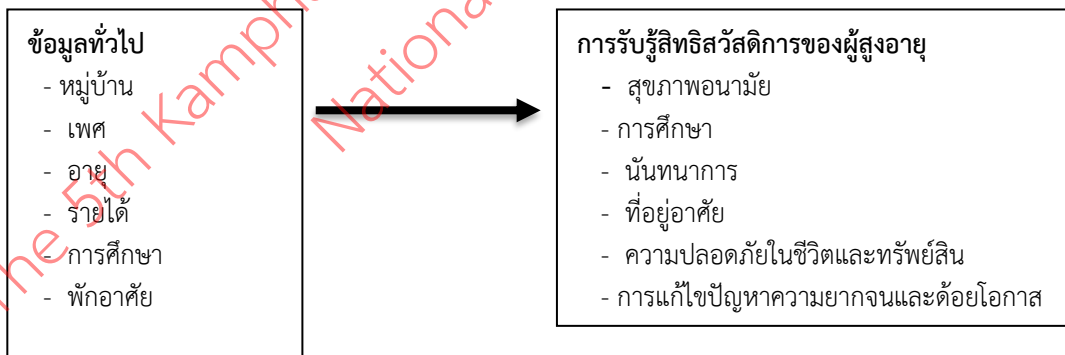 ข้อมูลทั่วไป
- หมู่บ้าน
- เพศ
- อายุ
- รายได้
- การศึกษา
- พักอาศัย
การรับรู้สิทธิสวัสดิการของผู้สูงอายุ
- สุขภาพอนามัย
- การศึกษา
- นันทนาการ
- ที่อยู่อาศัย
- ความปลอดภัยในชีวิตและทรัพย์สิน
- การแก้ไขปัญหาความยากจนและด้อยโอกาส
The 5th Kamph
National